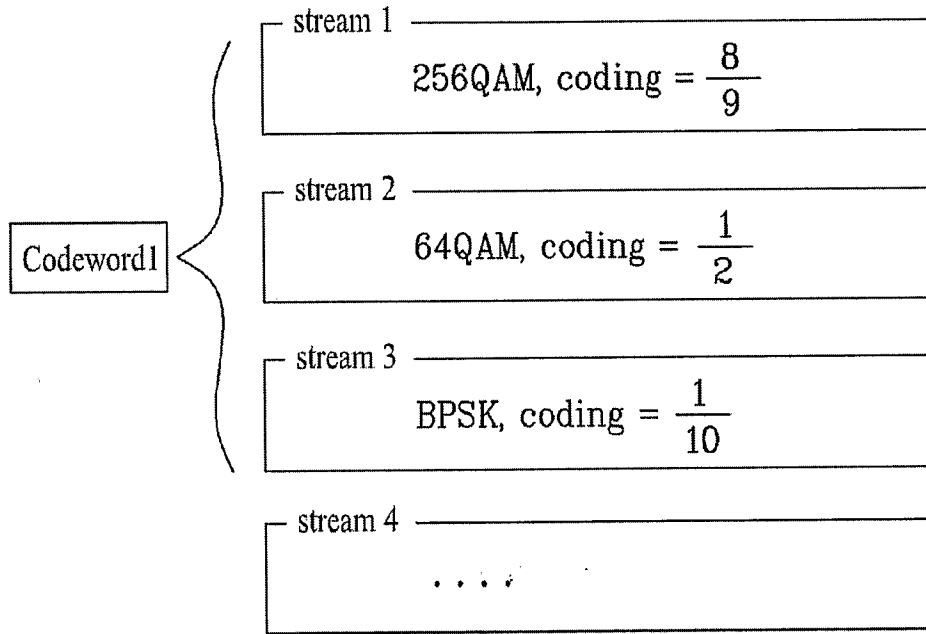 stream 1
256QAM, coding = 8/9
stream 2
64QAM, coding = 1/2
Codeword1
stream 3
BPSK, coding = 1/10
stream 4
....